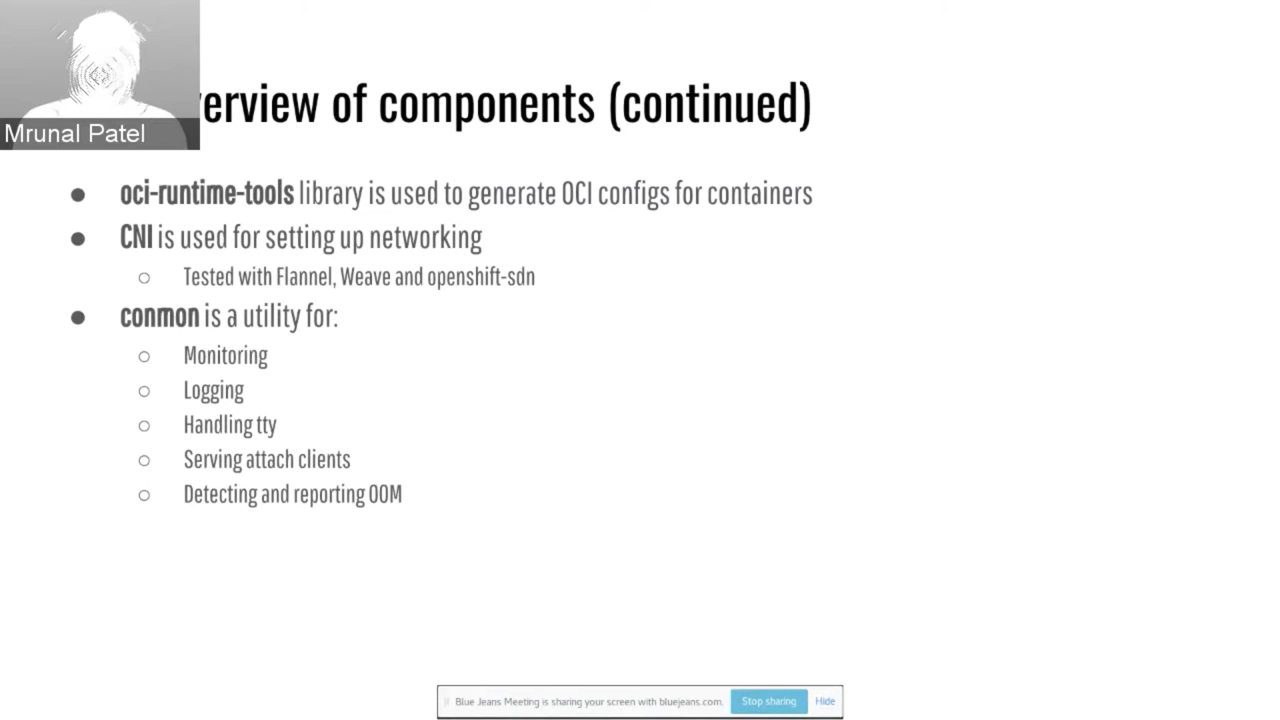 Mrunal Patel
erview of components (continued)
● oci-runtime-tools library is used to generate OCI configs for containers
● CNI is used for setting up networking
○ Tested with Flannel, Weave and openshift-sdn
● conmon is a utility for:
○ Monitoring
○ Logging
○ Handling tty
○ Serving attach clients
○ Detecting and reporting OOM
Blue Jeans Meeting is sharing your screen with bluejeans.com. Stop sharing Hide